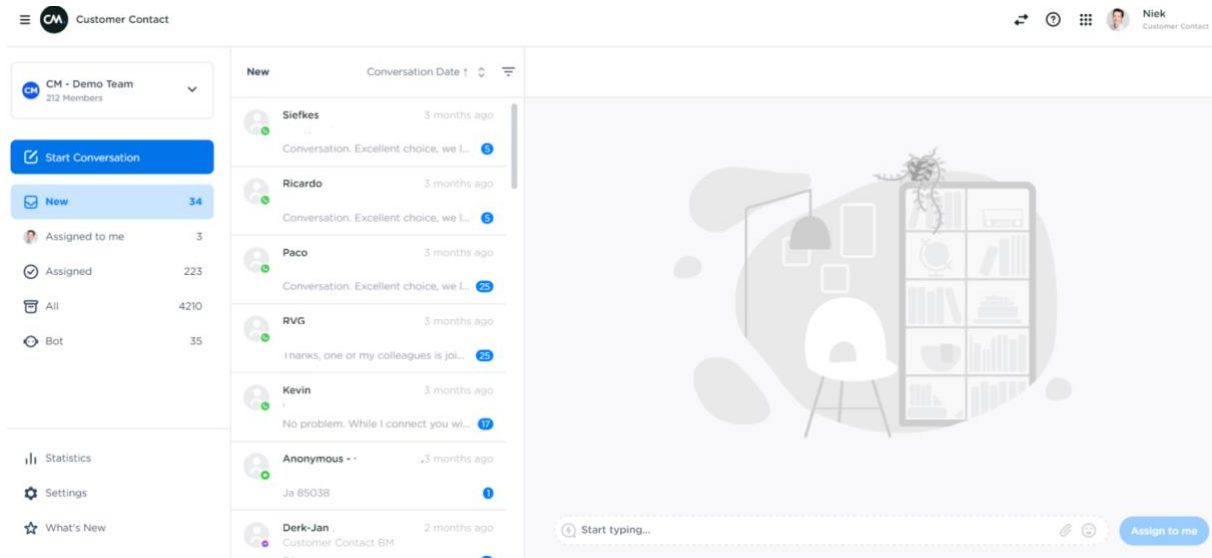 CM Customer Contact
Niek
Customer Contact
CM CM - Demo Team
212 Members
Start Conversation
New 34
Assigned to me 3
Assigned 223
All 4210
Bot 35
Statistics
Settings
What's New
New Conversation Date ↑
Siefkes 3 months ago
Conversation. Excellent choice, we l... 5
Ricardo 3 months ago
Conversation. Excellent choice, we l... 5
Paco 3 months ago
Conversation. Excellent choice, we l... 25
RVG 3 months ago
Thanks, one or my colleagues is joi... 25
Kevin 3 months ago
No problem. While I connect you wi... 17
Anonymous - 3 months ago
Ja 85038 1
Derk-Jan 2 months ago
Customer Contact BM
Start typing...
Assign to me